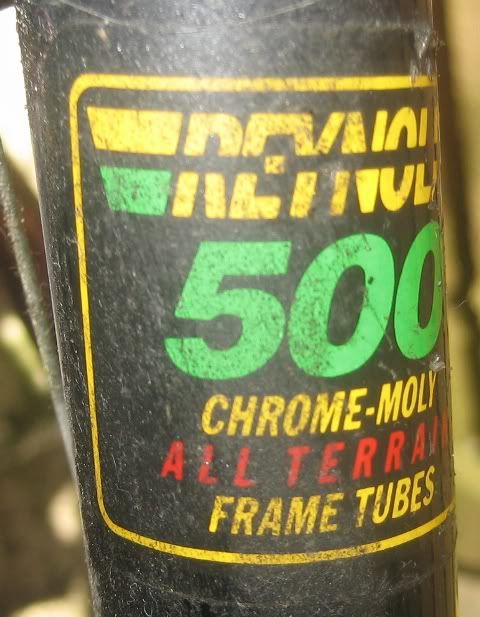 REYNOL
500
CHROME-MOLY
ALL TERRAI
FRAME TUBES